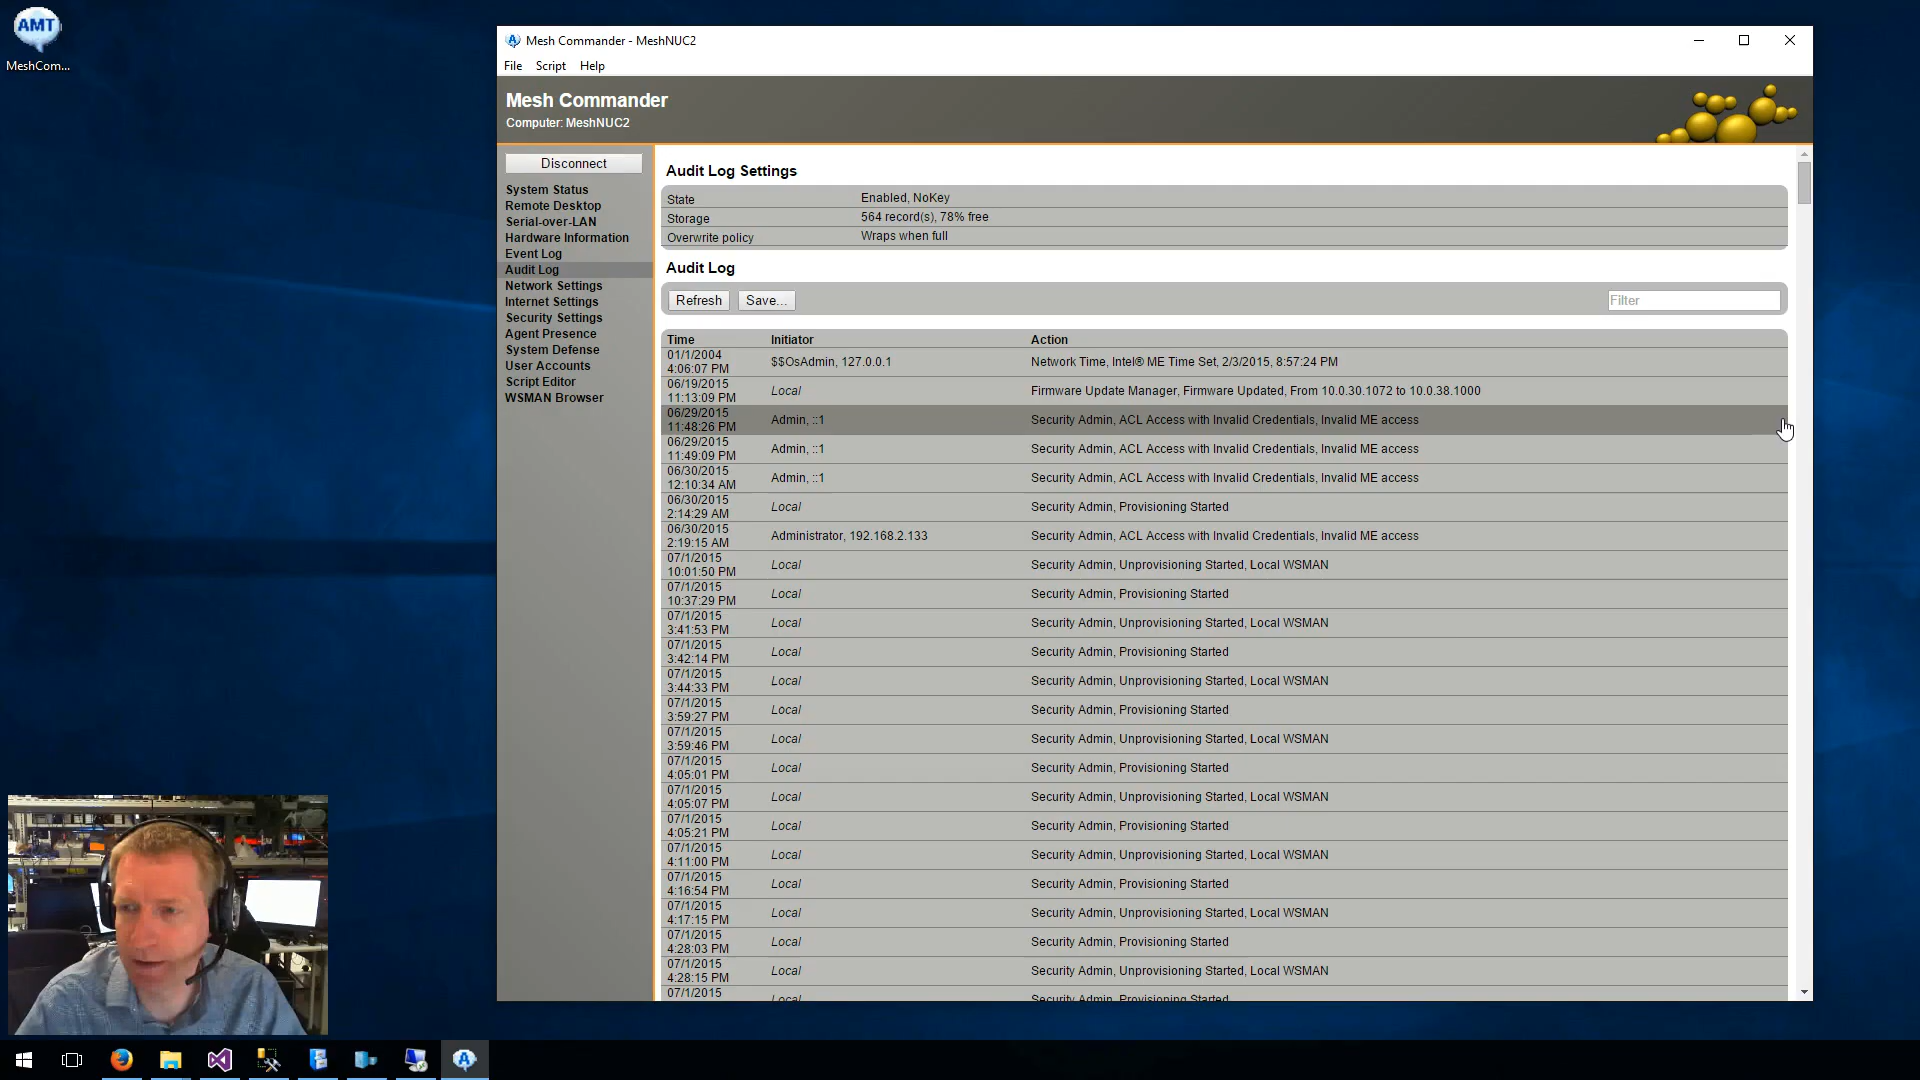 AMT
MeshCom...
Mesh Commander - MeshNUC2
File Script Help
Mesh Commander
Computer: MeshNUC2
Disconnect
System Status
Remote Desktop
Serial-over-LAN
Hardware Information
Event Log
Audit Log
Network Settings
Internet Settings
Security Settings
Agent Presence
System Defense
User Accounts
Script Editor
WSMAN Browser
Audit Log Settings
State Enabled, NoKey
Storage 564 record(s), 78% free
Overwrite policy Wraps when full
Audit Log
Refresh Save... Filter
Time Initiator Action
01/1/2004
4:06:07 PM $$OsAdmin, 127.0.0.1 Network Time, Intel® ME Time Set, 2/3/2015, 8:57:24 PM
06/19/2015
11:13:09 PM Local Firmware Update Manager, Firmware Updated, From 10.0.30.1072 to 10.0.38.1000
06/29/2015
11:48:26 PM Admin, ::1 Security Admin, ACL Access with Invalid Credentials, Invalid ME access
06/29/2015
11:49:09 PM Admin, ::1 Security Admin, ACL Access with Invalid Credentials, Invalid ME access
06/30/2015
12:10:34 AM Admin, ::1 Security Admin, ACL Access with Invalid Credentials, Invalid ME access
06/30/2015
2:14:29 AM Local Security Admin, Provisioning Started
06/30/2015
2:19:15 AM Administrator, 192.168.2.133 Security Admin, ACL Access with Invalid Credentials, Invalid ME access
07/1/2015
10:01:50 PM Local Security Admin, Unprovisioning Started, Local WSMAN
07/1/2015
10:37:29 PM Local Security Admin, Provisioning Started
07/1/2015
3:41:53 PM Local Security Admin, Unprovisioning Started, Local WSMAN
07/1/2015
3:42:14 PM Local Security Admin, Provisioning Started
07/1/2015
3:44:33 PM Local Security Admin, Unprovisioning Started, Local WSMAN
07/1/2015
3:59:27 PM Local Security Admin, Provisioning Started
07/1/2015
3:59:46 PM Local Security Admin, Unprovisioning Started, Local WSMAN
07/1/2015
4:05:01 PM Local Security Admin, Provisioning Started
07/1/2015
4:05:07 PM Local Security Admin, Unprovisioning Started, Local WSMAN
07/1/2015
4:05:21 PM Local Security Admin, Provisioning Started
07/1/2015
4:11:00 PM Local Security Admin, Unprovisioning Started, Local WSMAN
07/1/2015
4:16:54 PM Local Security Admin, Provisioning Started
07/1/2015
4:17:15 PM Local Security Admin, Unprovisioning Started, Local WSMAN
07/1/2015
4:28:03 PM Local Security Admin, Provisioning Started
07/1/2015
4:28:15 PM Local Security Admin, Unprovisioning Started, Local WSMAN
07/1/2015
Local Security Admin, Provisioning Started